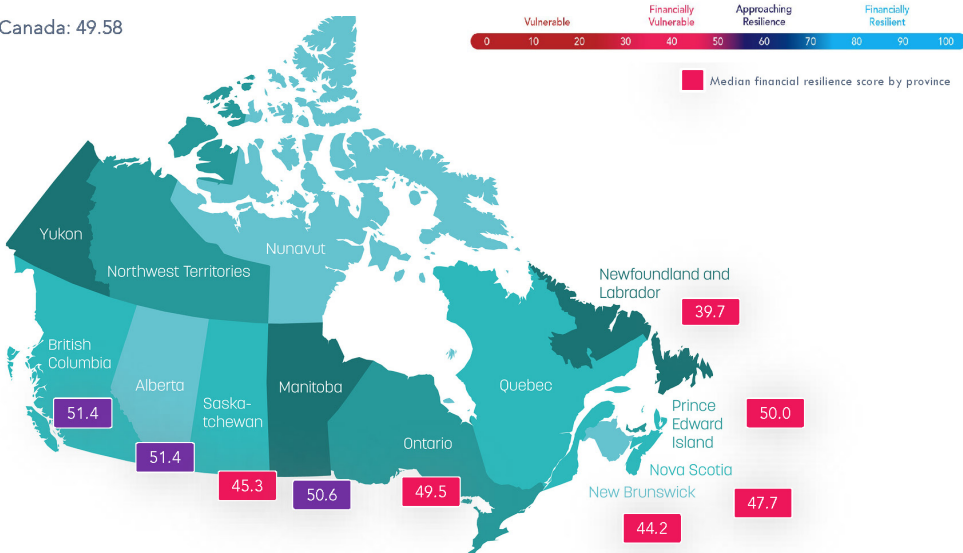 Canada: 49.58
Vulnerable
Financially
Vulnerable
Approaching
Resilience
Financially
Resilient
0 10 20 30 40 50 60 70 80 90 100
Median financial resilience score by province
Yukon
Northwest Territories
Nunavut
Newfoundland and
Labrador
39.7
British
Columbia
51.4
Alberta
51.4
Saska-
tchewan
45.3
Manitoba
50.6
Ontario
49.5
Quebec
Prince
Edward
Island
50.0
Nova Scotia
47.7
New Brunswick
44.2